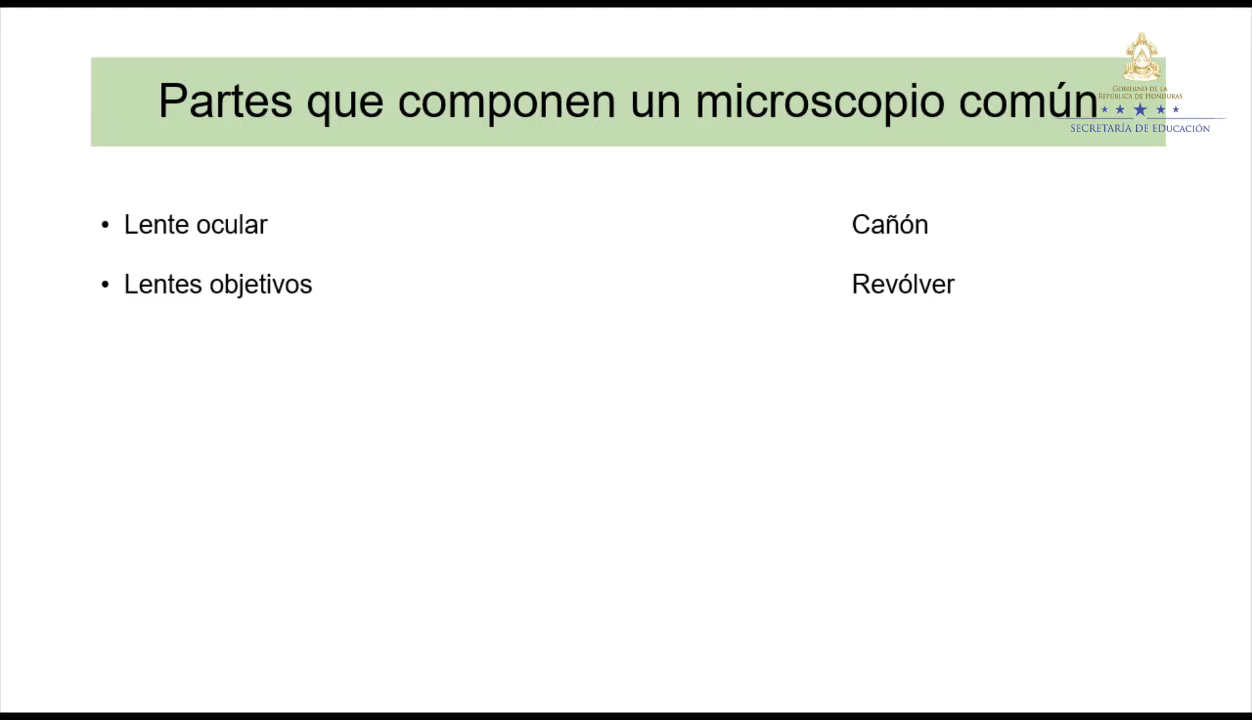 Partes que componen un microscopio común
GOBIERNO DE LA
REPÚBLICA DE HONDURAS
SECRETARÍA DE EDUCACIÓN
• Lente ocular
Cañón
• Lentes objetivos
Revólver